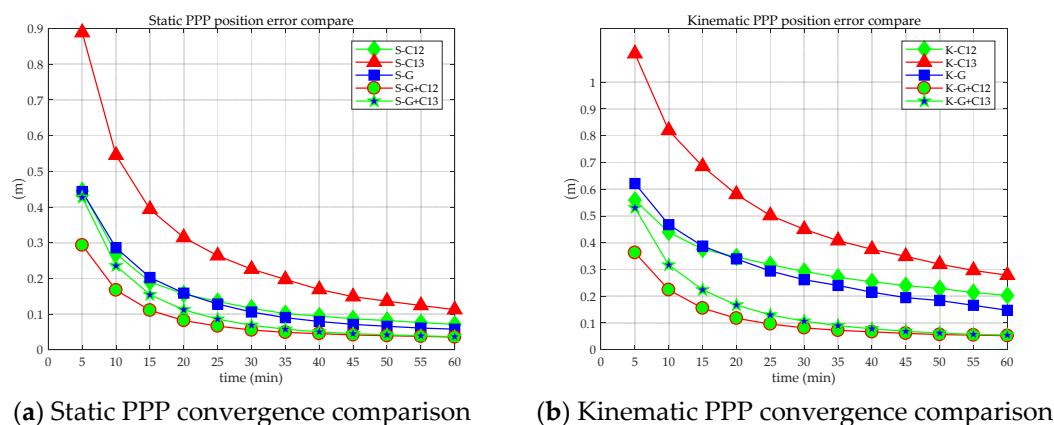 Static PPP position error compare
0.9
0.8
0.7
0.6
0.5
0.4
0.3
0.2
0.1
0
(m)
S-C12
S-C13
S-G
S-G+C12
S-G+C13
0 5 10 15 20 25 30 35 40 45 50 55 60
time (min)
(a) Static PPP convergence comparison
Kinematic PPP position error compare
1
0.9
0.8
0.7
0.6
0.5
0.4
0.3
0.2
0.1
0
(m)
K-C12
K-C13
K-G
K-G+C12
K-G+C13
0 5 10 15 20 25 30 35 40 45 50 55 60
time (min)
(b) Kinematic PPP convergence comparison